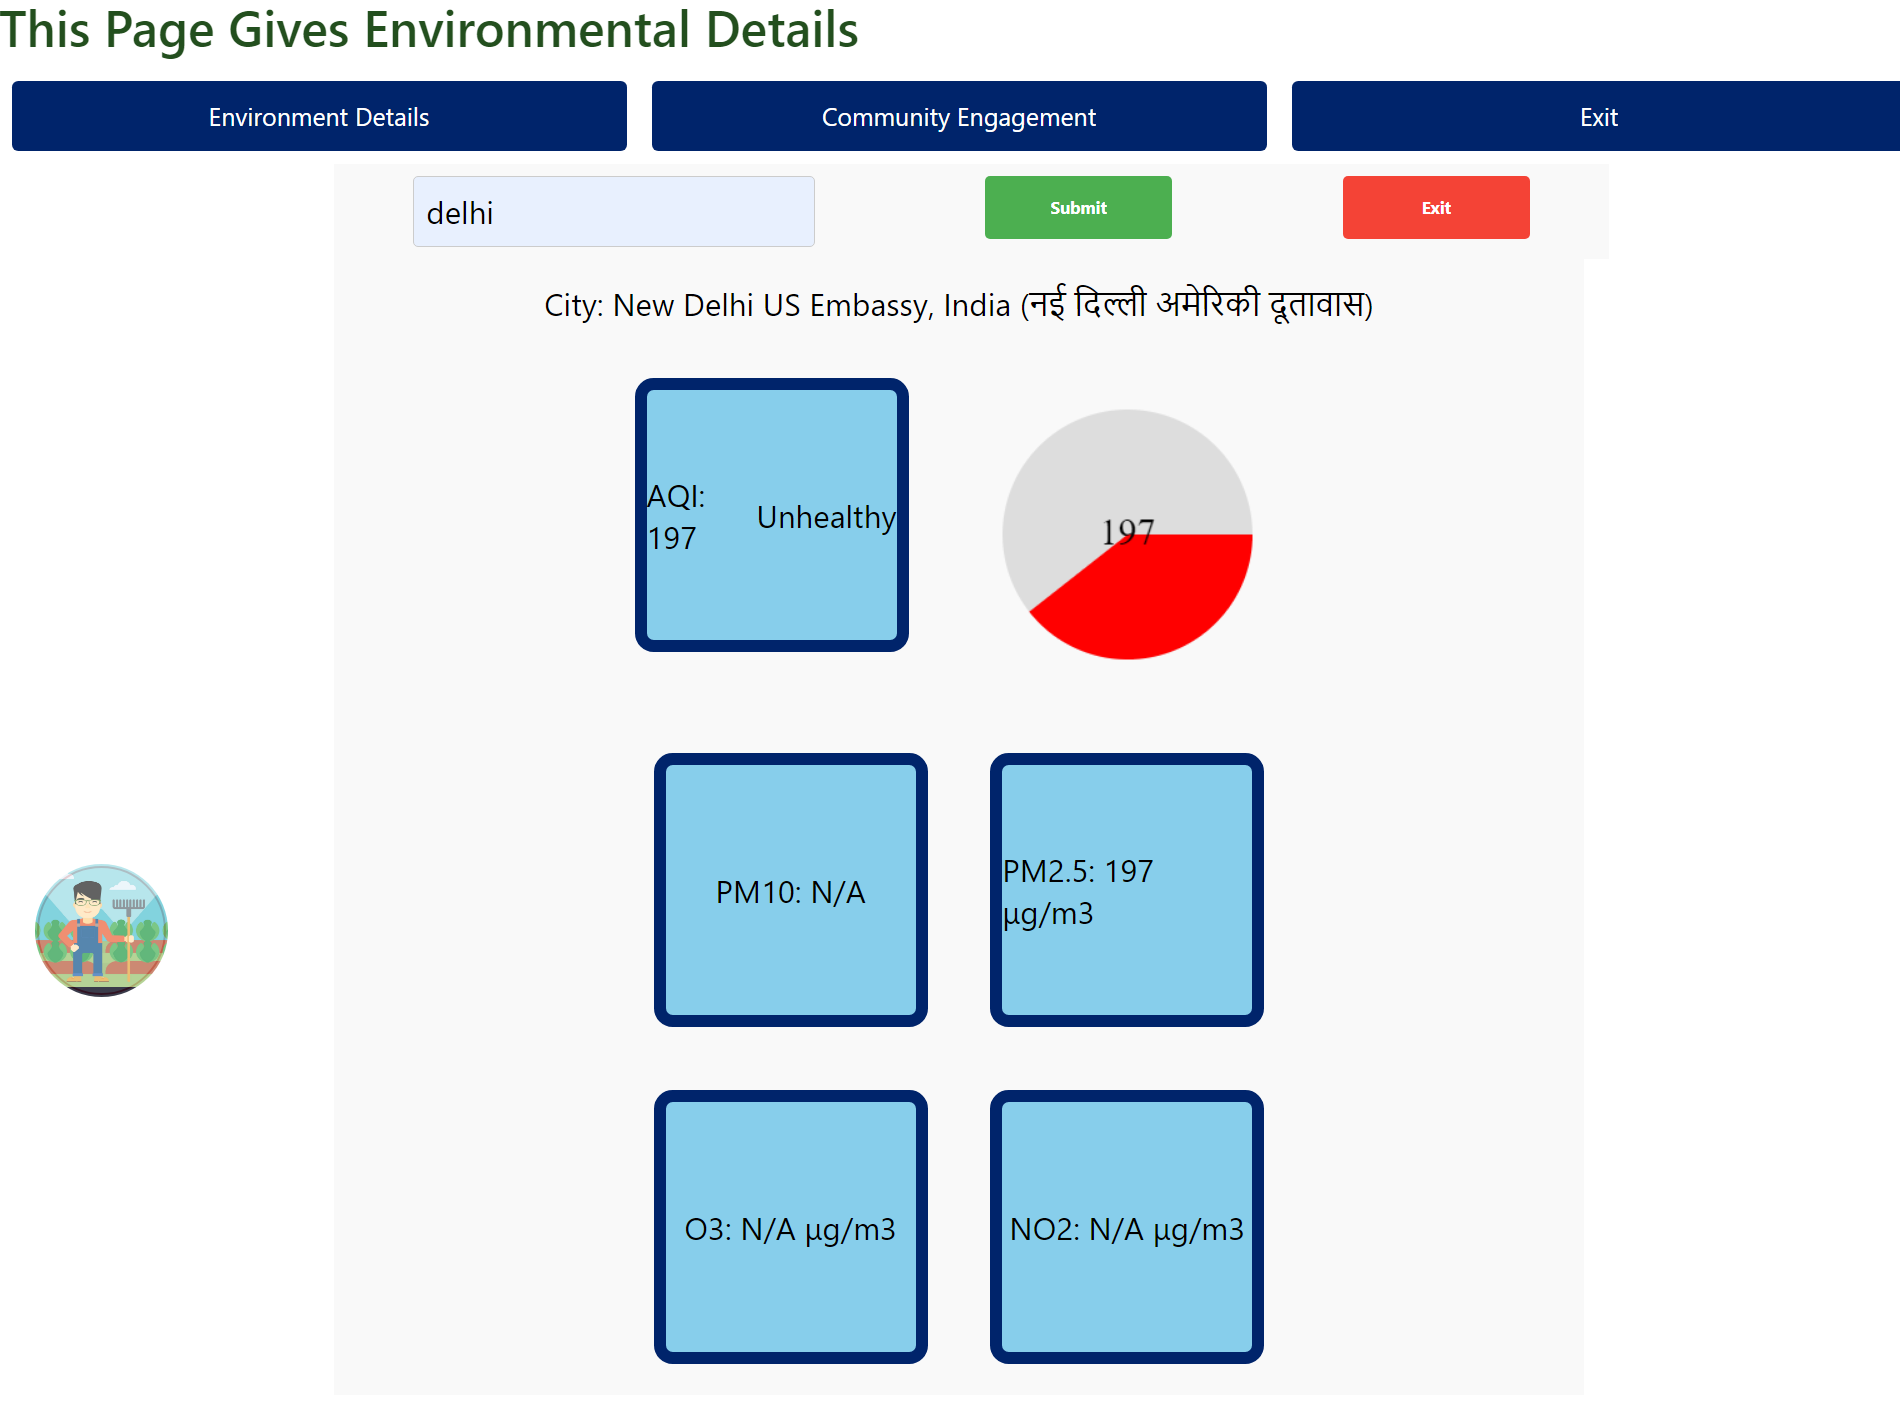 This Page Gives Environmental Details
Environment Details
Community Engagement
Exit
delhi
Submit
Exit
City: New Delhi US Embassy, India (नई दिल्ली अमेरिकी दूतावास)
AQI:
197
Unhealthy
197
PM10: N/A
PM2.5: 197
µg/m3
O3: N/A µg/m3
NO2: N/A µg/m3